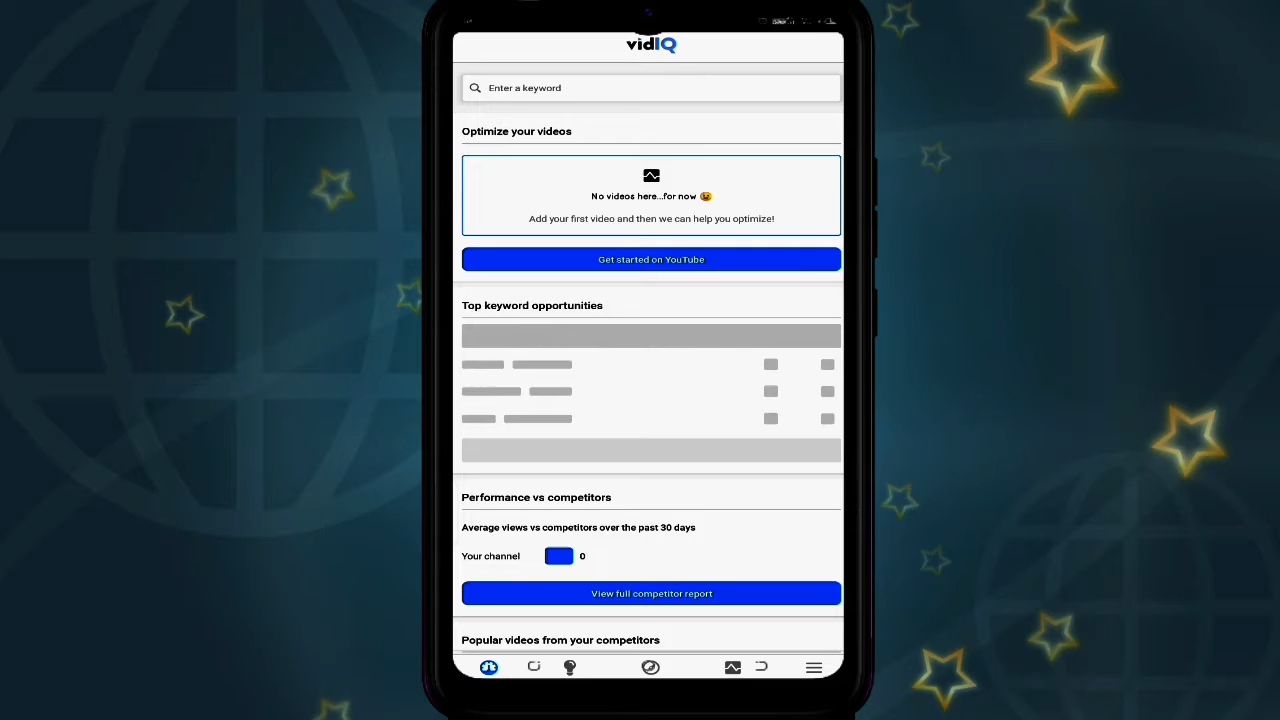 vidIQ
Enter a keyword
Optimize your videos
No videos here...for now 😉
Add your first video and then we can help you optimize!
Get started on YouTube
Top keyword opportunities
Performance vs competitors
Average views vs competitors over the past 30 days
Your channel 0
View full competitor report
Popular videos from your competitors